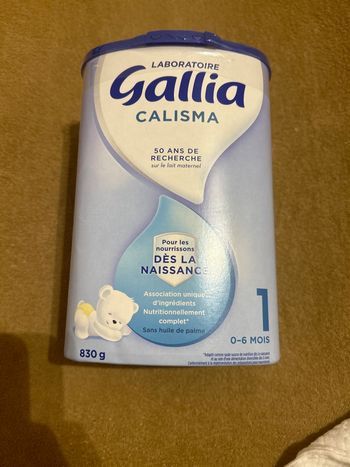 LABORATOIRE
Gallia
CALISMA
50 ANS DE
RECHERCHE
sur le lait maternel
Pour les
nourrissons
DÈS LA
NAISSANCE
Association unique
d'ingrédients
Nutritionnellement
complet*
Sans huile de palme
1
0-6 MOIS
830 g